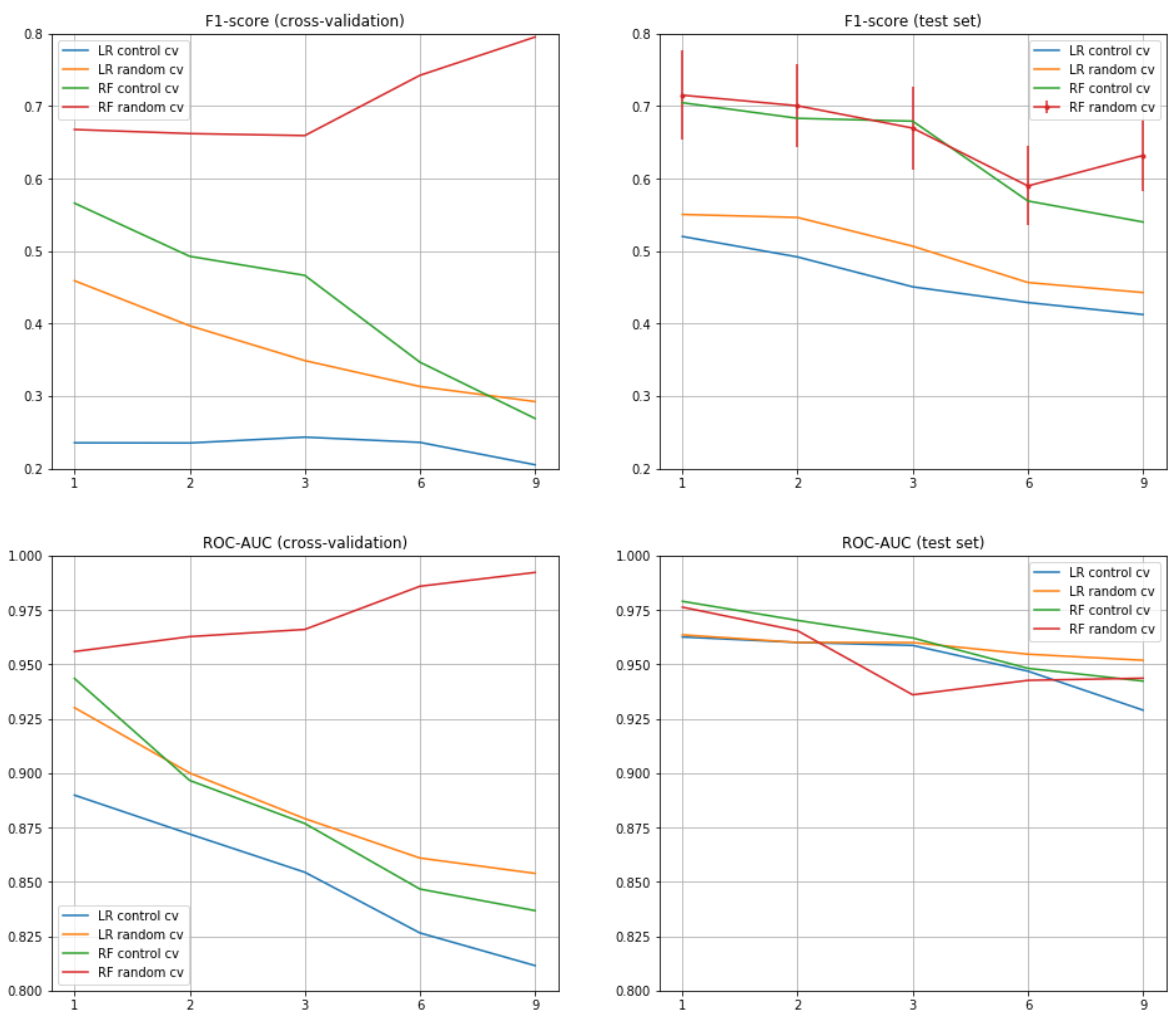 F1-score (cross-validation)
0.8
0.7
0.6
0.5
0.4
0.3
0.2
LR control cv
LR random cv
RF control cv
RF random cv
1 2 3 6 9
F1-score (test set)
0.8
0.7
0.6
0.5
0.4
0.3
0.2
LR control cv
LR random cv
RF control cv
RF random cv
1 2 3 6 9
ROC-AUC (cross-validation)
1.000
0.975
0.950
0.925
0.900
0.875
0.850
0.825
0.800
LR control cv
LR random cv
RF control cv
RF random cv
1 2 3 6 9
ROC-AUC (test set)
1.000
0.975
0.950
0.925
0.900
0.875
0.850
0.825
0.800
LR control cv
LR random cv
RF control cv
RF random cv
1 2 3 6 9